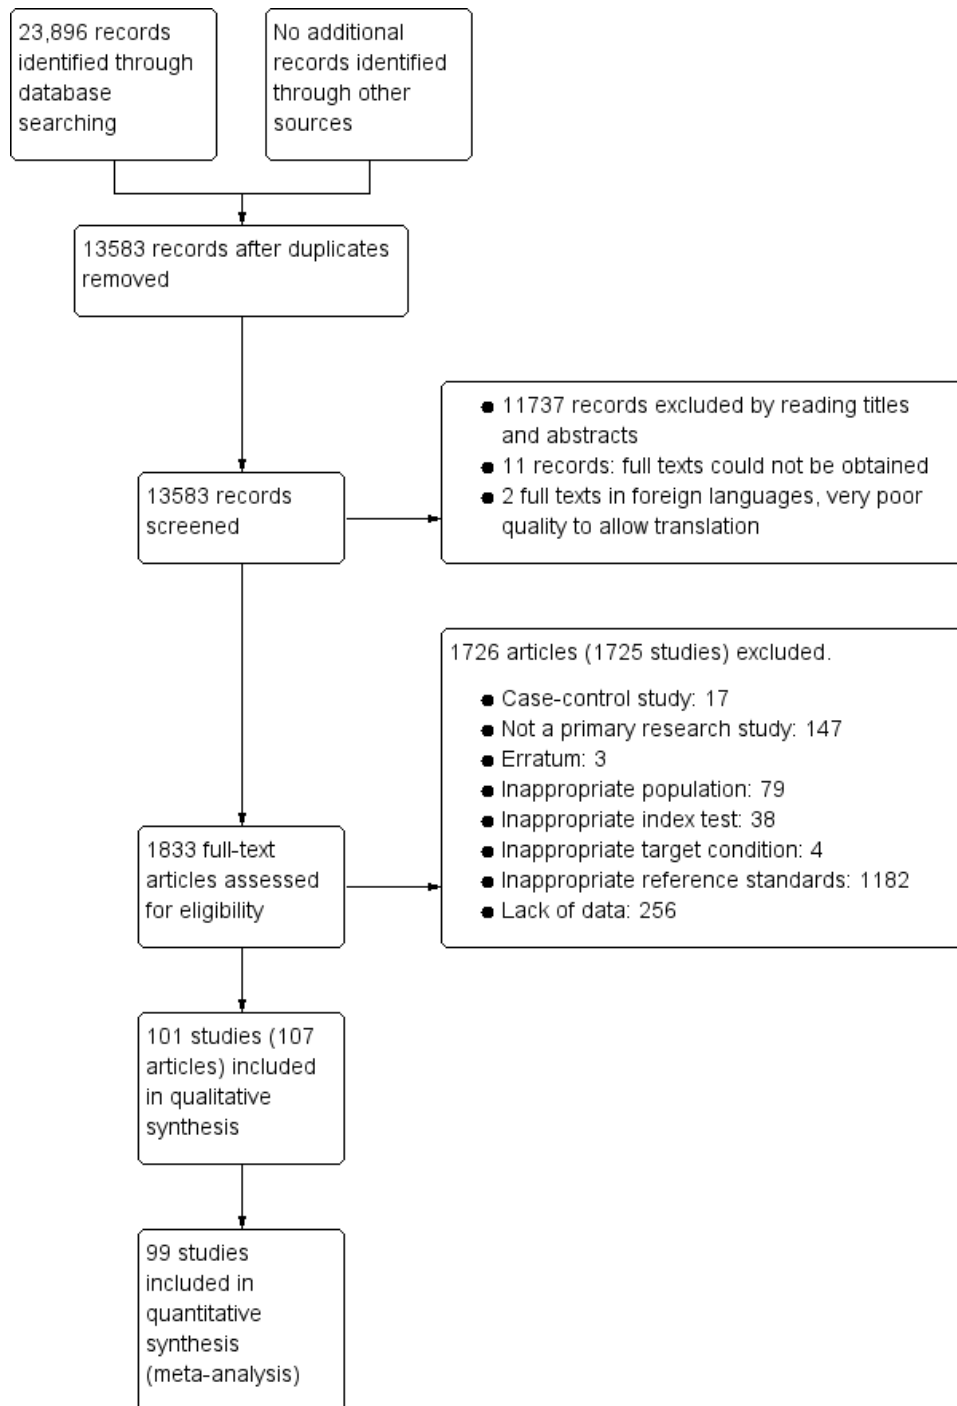 23,896 records
identified through
database
searching
No additional
records identified
through other
sources
13583 records after duplicates
removed
● 11737 records excluded by reading titles
and abstracts
● 11 records: full texts could not be obtained
● 2 full texts in foreign languages, very poor
quality to allow translation
13583 records
screened
1726 articles (1725 studies) excluded.
● Case-control study: 17
● Not a primary research study: 147
● Erratum: 3
● Inappropriate population: 79
● Inappropriate index test: 38
● Inappropriate target condition: 4
● Inappropriate reference standards: 1182
● Lack of data: 256
1833 full-text
articles assessed
for eligibility
101 studies (107
articles) included
in qualitative
synthesis
99 studies
included in
quantitative
synthesis
(meta-analysis)